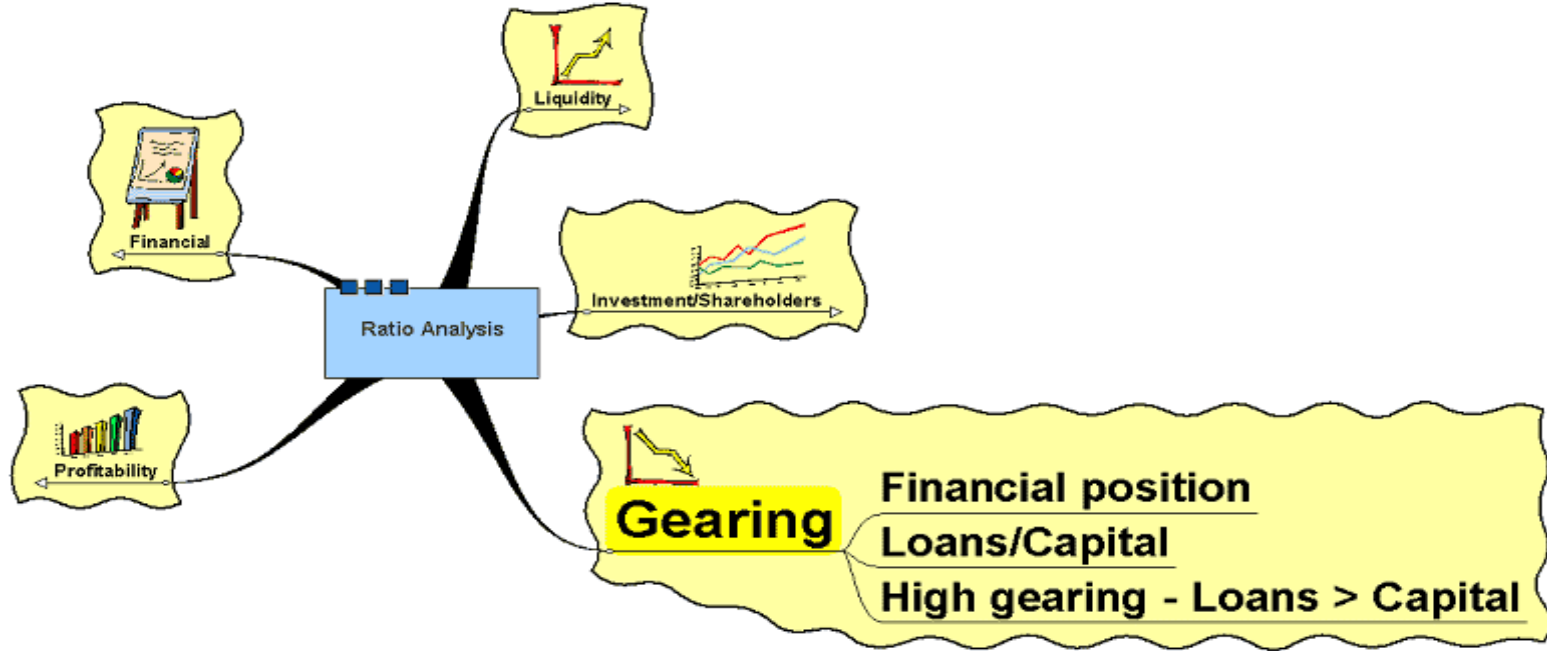 Liquidity
Financial
Investment/Shareholders
Ratio Analysis
Profitability
Gearing
Financial position
Loans/Capital
High gearing - Loans > Capital